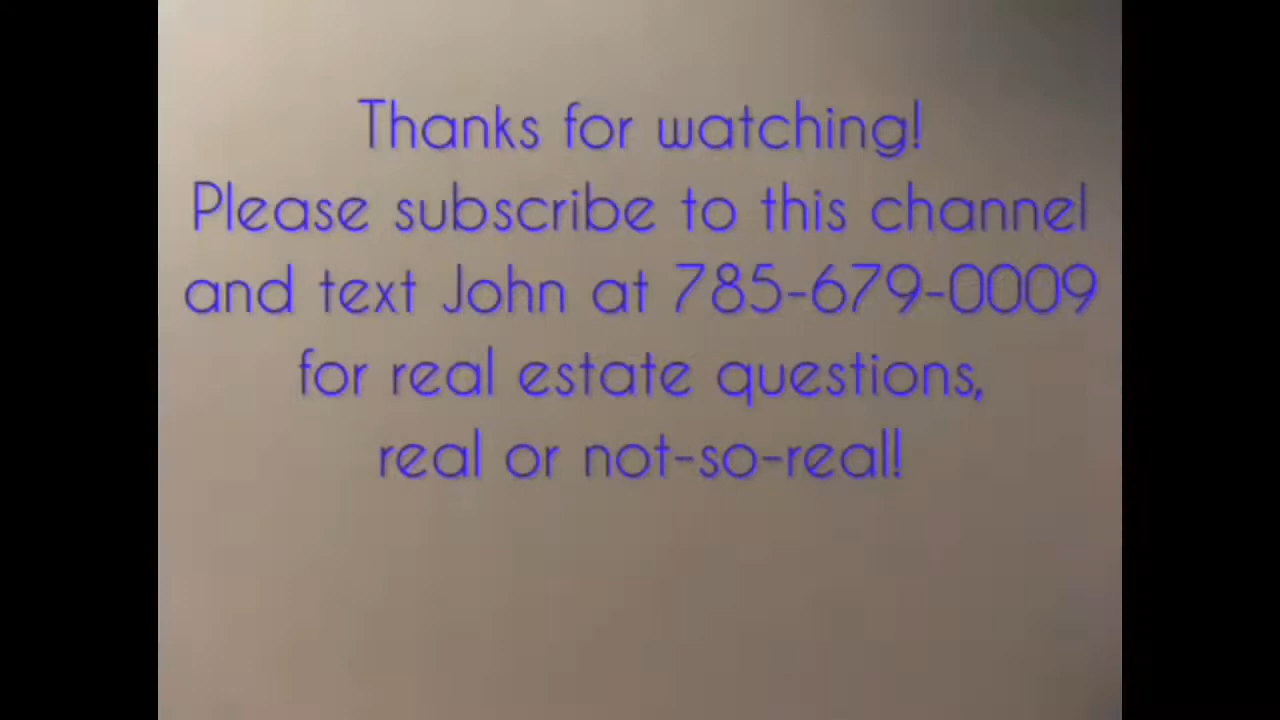 Thanks for watching!
Please subscribe to this channel
and text John at 785-679-0009
for real estate questions,
real or not-so-real!